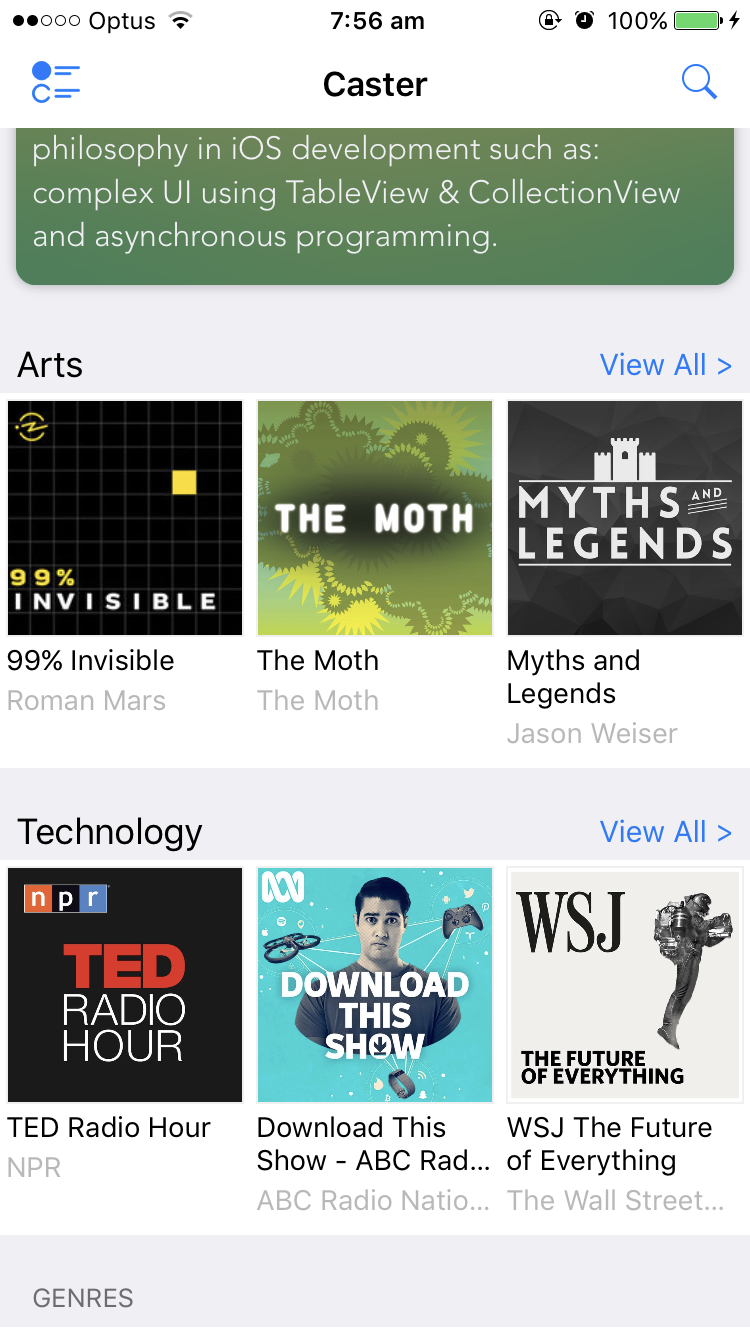 Optus 7:56 am 100%
Caster
philosophy in iOS development such as:
complex UI using TableView & CollectionView
and asynchronous programming.
Arts View All >
99%
INVISIBLE
THE MOTH
MYTHS AND
LEGENDS
99% Invisible
Roman Mars
The Moth
The Moth
Myths and
Legends
Jason Weiser
Technology View All >
npr
TED
RADIO
HOUR
DOWNLOAD
THIS
SHOW
WSJ
THE FUTURE
OF EVERYTHING
TED Radio Hour
NPR
Download This
Show - ABC Rad...
ABC Radio Natio...
WSJ The Future
of Everything
The Wall Street...
GENRES